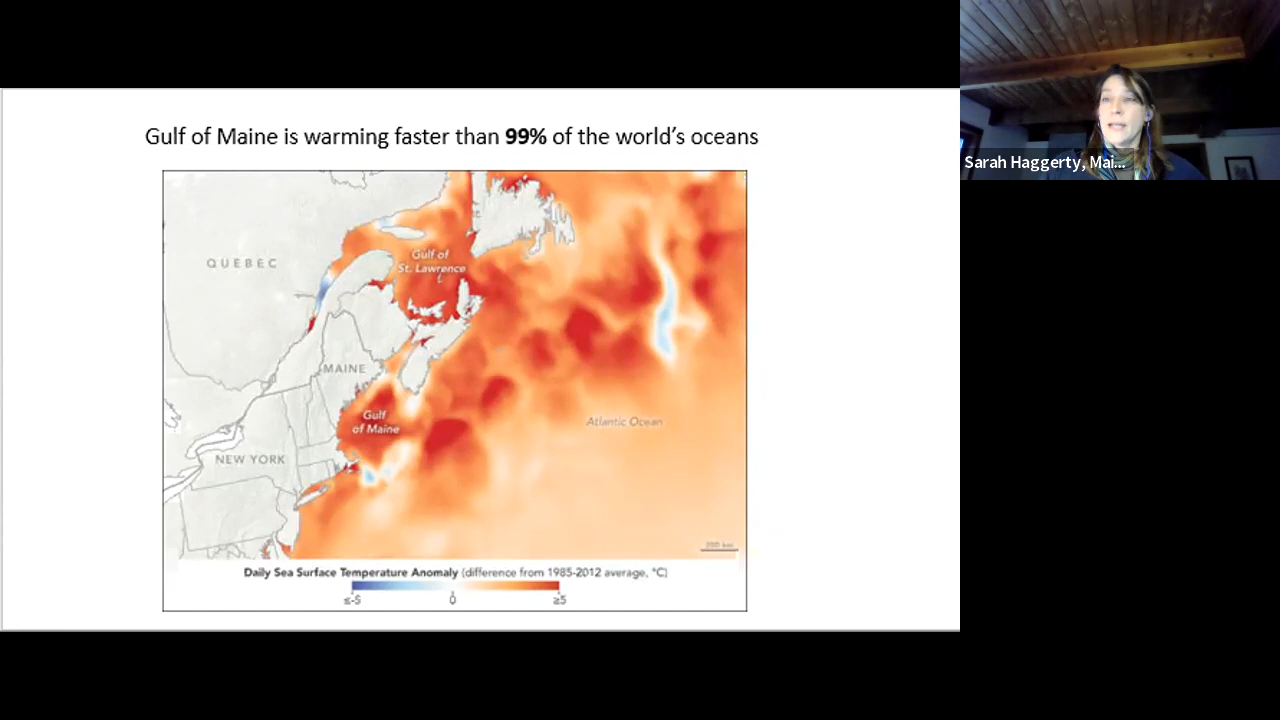 Gulf of Maine is warming faster than 99% of the world's oceans
Sarah Haggerty, Mai...
QUEBEC
Gulf of
St. Lawrence
MAINE
Gulf
of Maine
Atlantic Ocean
NEW YORK
200 km
Daily Sea Surface Temperature Anomaly (difference from 1985-2012 average, °C)
≤-5 0 ≥5